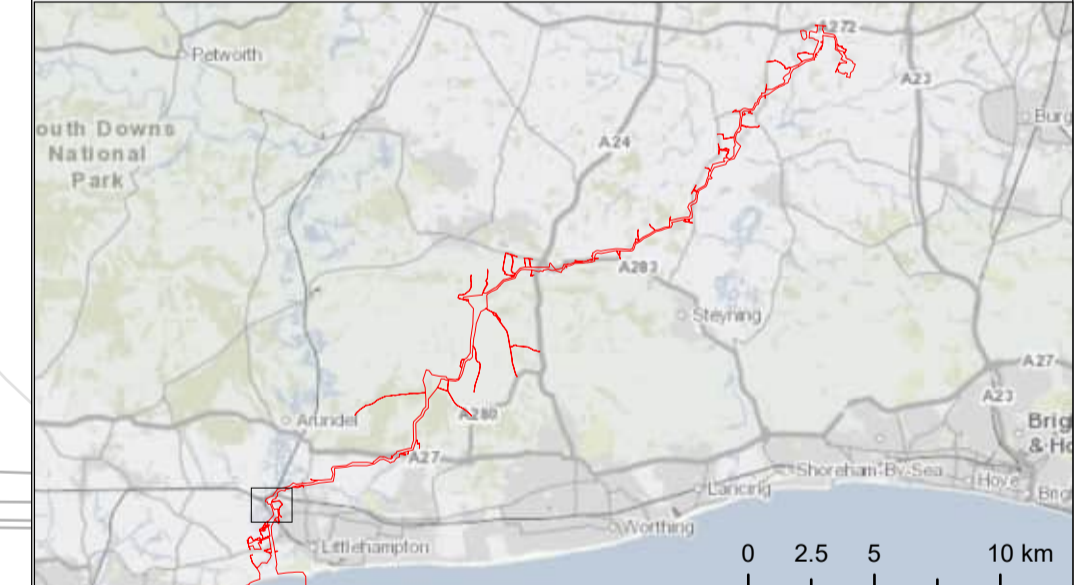 A272
Petworth
A23
Burg
outh Downs
National
Park
A24
A283
Steyning
A27
A23
Arundel
A280
Brig
& Ho
A27
Shoreham-By-Sea
Hove
Brig
Lancing
Worthing
Littlehampton
0 2.5 5 10 km